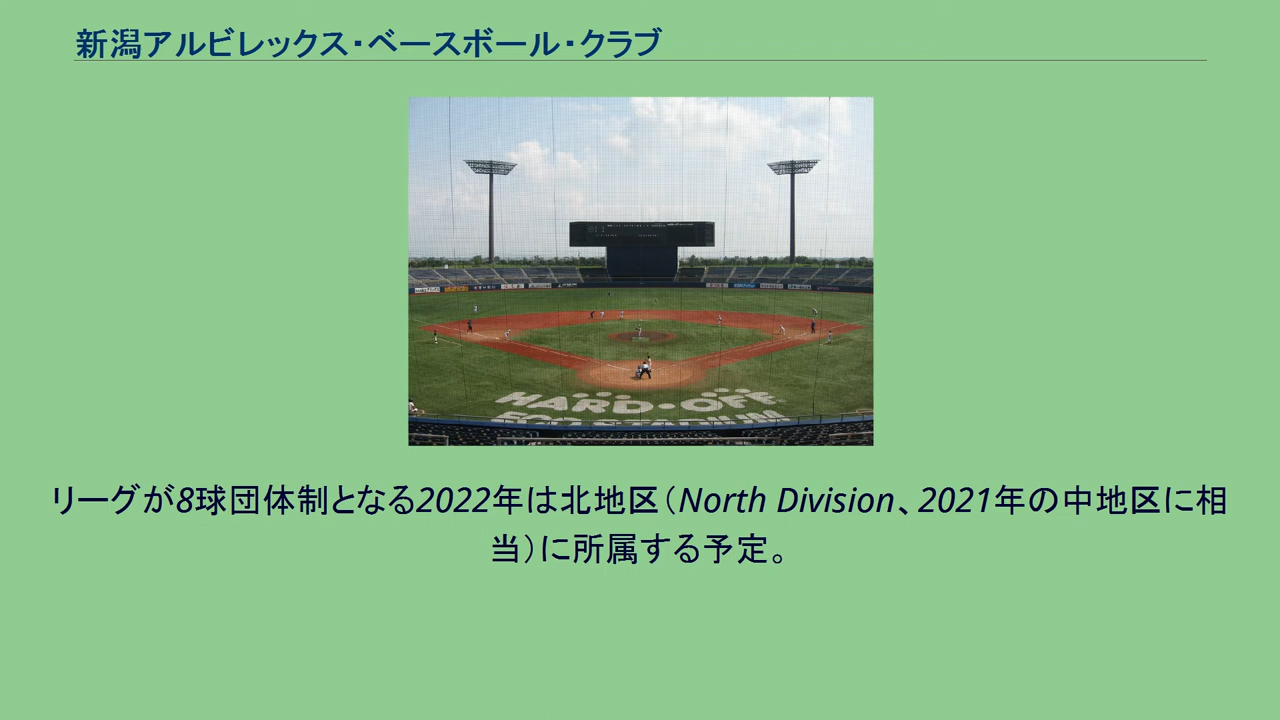 新潟アルビレックス・ベースボール・クラブ
HARD・OFF
ECO STADIUM
リーグが8球団体制となる2022年は北地区（North Division、2021年の中地区に相
当）に所属する予定。